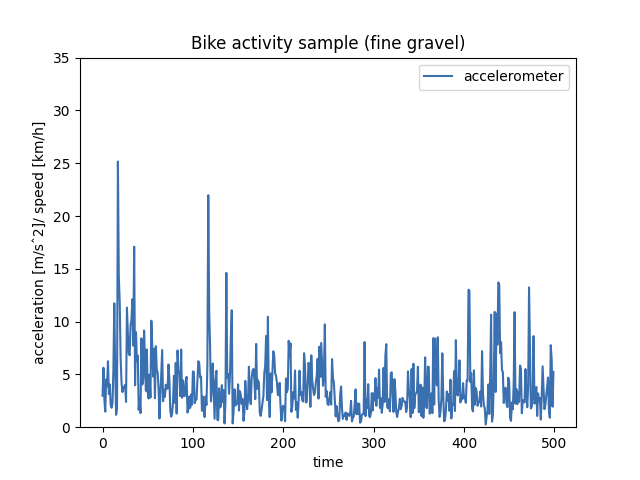 Bike activity sample (fine gravel)
accelerometer
35
30
25
20
15
10
5
0
acceleration [m/s^2]/ speed [km/h]
0 100 200 300 400 500
time